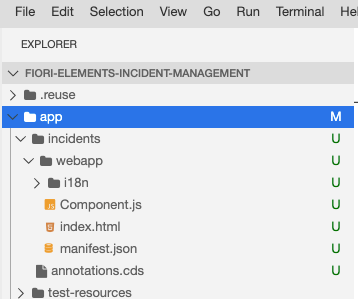 File Edit Selection View Go Run Terminal
EXPLORER
FIORI-ELEMENTS-INCIDENT-MANAGEMENT
.reuse
app M
incidents U
webapp U
i18n U
JS Component.js U
index.html U
manifest.json U
annotations.cds U
test-resources